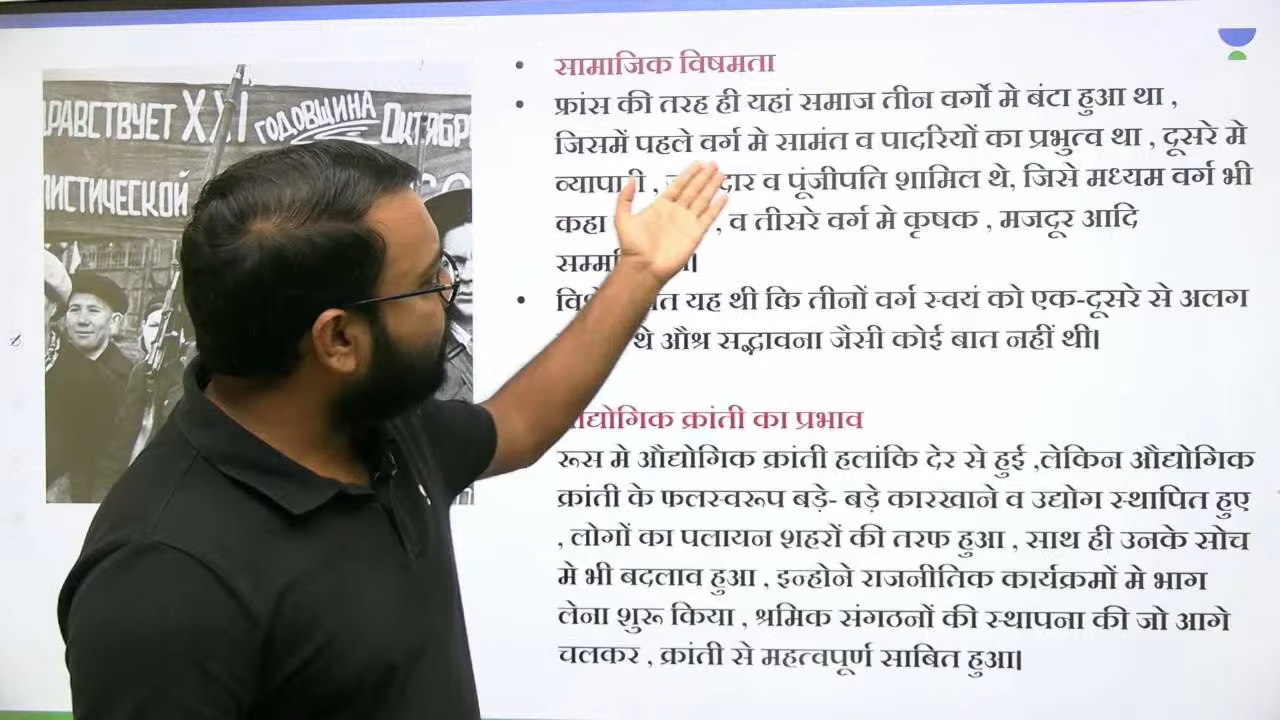 РАВСТВУЕТ XXI ГОДОВЩИНА ОКТЯБР
ЛИСТИЧЕСКОЙ
सामाजिक विषमता
फ्रांस की तरह ही यहां समाज तीन वर्गो मे बंटा हुआ था ,
जिसमें पहले वर्ग मे सामंत व पादरियों का प्रभुत्व था , दूसरे मे
व्यापारी , व पूंजीपति शामिल थे, जिसे मध्यम वर्ग भी
कहा , व तीसरे वर्ग मे कृषक , मजदूर आदि
यह थी कि तीनों वर्ग स्वयं को एक-दूसरे से अलग
थे औश्र सद्भावना जैसी कोई बात नहीं थी।
क्रांती का प्रभाव
रूस मे औद्योगिक क्रांती हलांकि देर से हुई ,लेकिन औद्योगिक
क्रांती के फलस्वरूप बड़े- बड़े कारखाने व उद्योग स्थापित हुए
, लोगों का पलायन शहरों की तरफ हुआ , साथ ही उनके सोच
मे भी बदलाव हुआ , इन्होने राजनीतिक कार्यक्रमों मे भाग
लेना शुरू किया , श्रमिक संगठनों की स्थापना की जो आगे
चलकर , क्रांती से महत्वपूर्ण साबित हुआ।